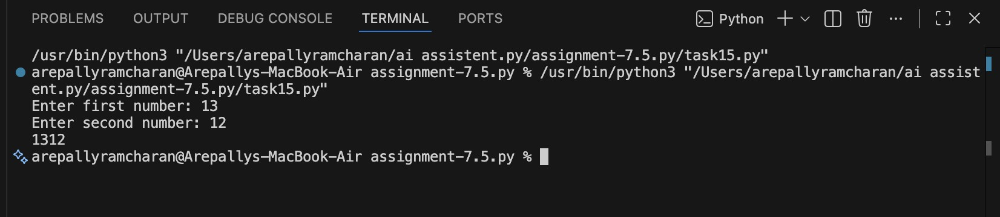 PROBLEMS OUTPUT DEBUG CONSOLE TERMINAL PORTS Python
/usr/bin/python3 "/Users/arepallyramcharan/ai assistent.py/assignment-7.5.py/task15.py"
arepallyramcharan@Arepallys-MacBook-Air assignment-7.5.py % /usr/bin/python3 "/Users/arepallyramcharan/ai assist
ent.py/assignment-7.5.py/task15.py"
Enter first number: 13
Enter second number: 12
1312
arepallyramcharan@Arepallys-MacBook-Air assignment-7.5.py %